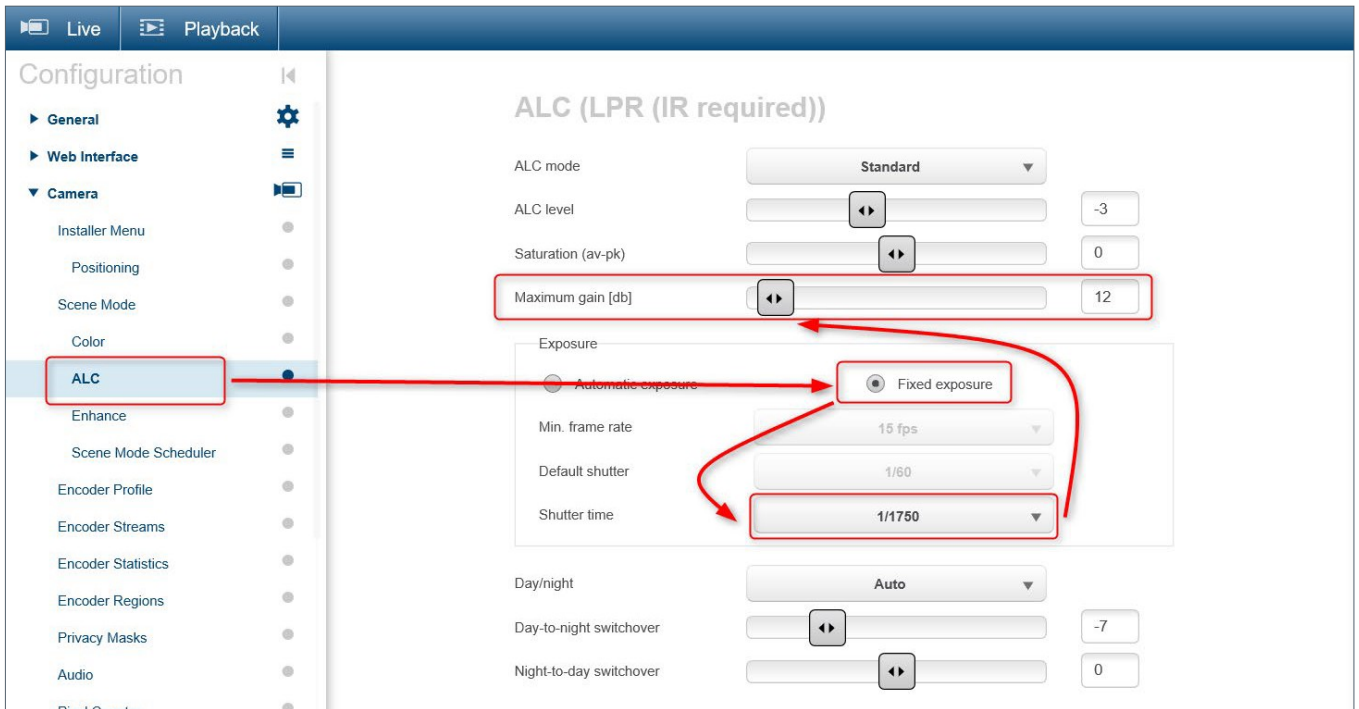 Live Playback
Configuration
General
Web Interface
Camera
Installer Menu
Positioning
Scene Mode
Color
ALC
Enhance
Scene Mode Scheduler
Encoder Profile
Encoder Streams
Encoder Statistics
Encoder Regions
Privacy Masks
Audio
ALC (LPR (IR required))
ALC mode Standard
ALC level -3
Saturation (av-pk) 0
Maximum gain [db] 12
Exposure
Automatic exposure Fixed exposure
Min. frame rate 15 fps
Default shutter 1/60
Shutter time 1/1750
Day/night Auto
Day-to-night switchover -7
Night-to-day switchover 0